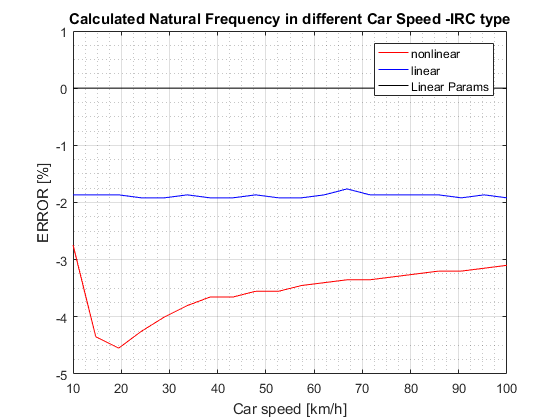 Calculated Natural Frequency in different Car Speed -IRC type
nonlinear
linear
Linear Params
1
0
-1
-2
-3
-4
-5
ERROR [%]
10 20 30 40 50 60 70 80 90 100
Car speed [km/h]